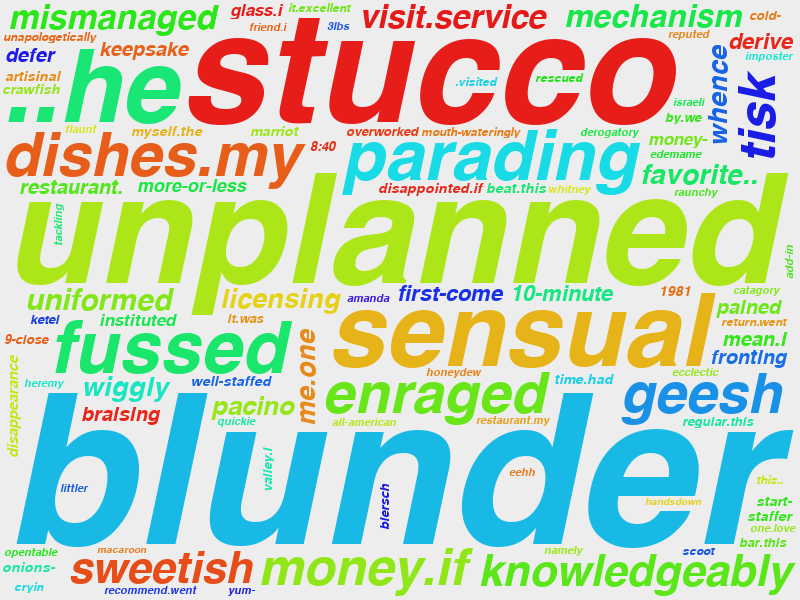 mismanaged
glass.i
it.excellent
friend.i
3lbs
visit.service
mechanism
cold-
reputed
unapologetically
defer
keepsake
derive
imposter
artisinal
crawfish
..he
stucco
.visited
rescued
whence
tisk
israeli
by.we
flaunt
myself.the
marriot
8:40
overworked
mouth-wateringly
derogatory
money-
edemame
dishes.my
parading
favorite..
raunchy
restaurant.
more-or-less
disappointed.if
beat.this
whitney
tackling
unplanned
add-in
uniformed
licensing
amanda
first-come
10-minute
1981
catagory
palned
return.went
ketel
instituted
it.was
sensual
mean.i
frontlng
9-close
fussed
me.one
honeydew
ecclectic
disappearance
heremy
wiggly
well-staffed
enraged
time.had
geesh
bralslng
pacino
quickie
all-american
restaurant.my
regular.this
blunder
littler
valley.i
blersch
eehh
handsdown
this..
start-
staffer
one.love
bar.this
opentable
macaroon
onions-
cryin
sweetish
recommend.went
yum-
money.if
namely
scoot
knowledgeably